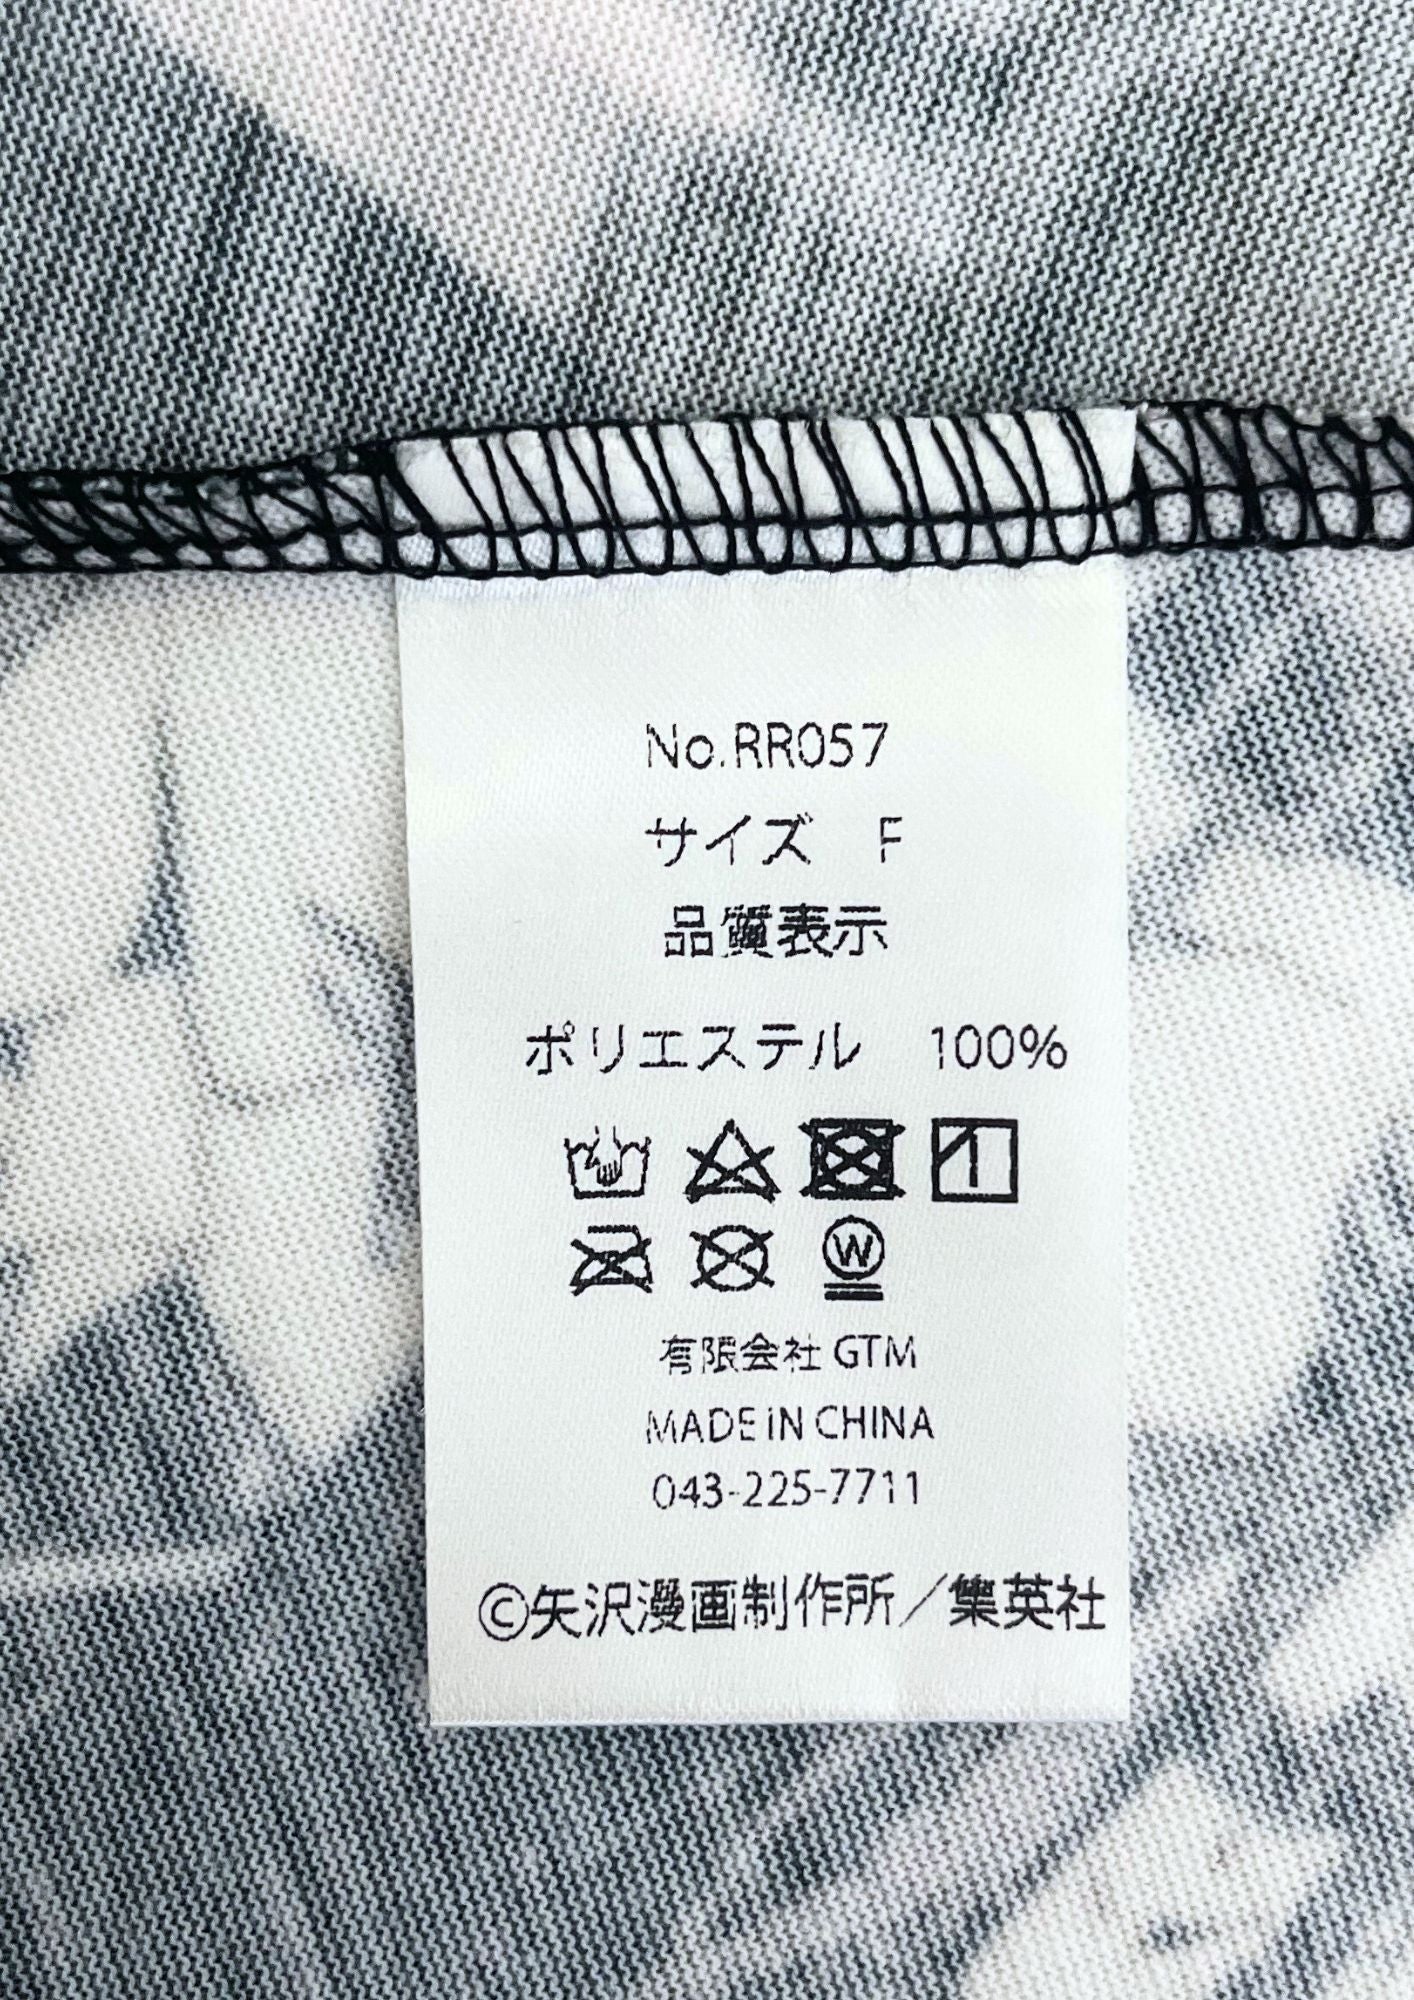 No.RR057
サイズ　F
品質表示
ポリエステル　100%
W
有限会社 GTM
MADE IN CHINA
043-225-7711
©矢沢漫画制作所／集英社